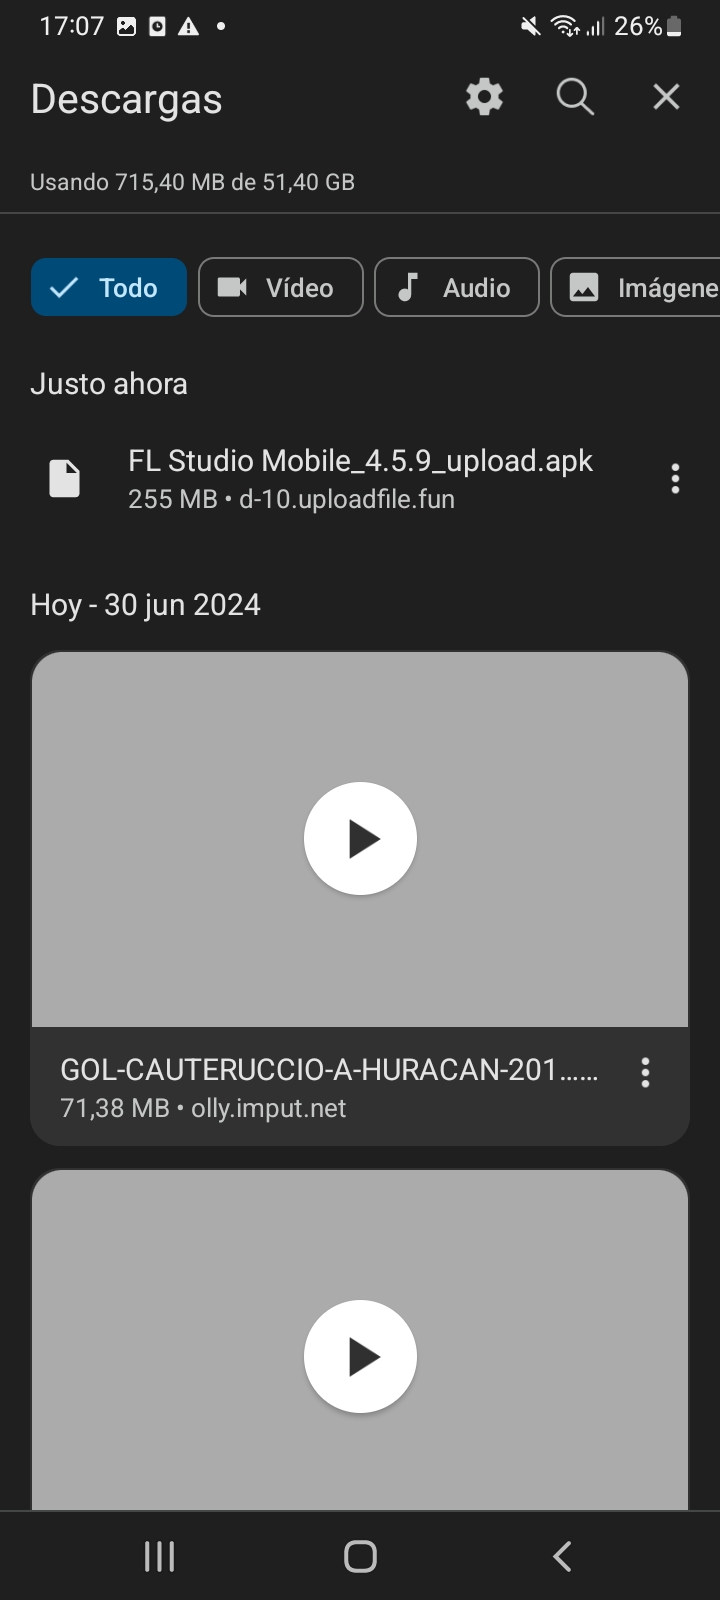 17:07
26%
Descargas
Usando 715,40 MB de 51,40 GB
Todo
Vídeo
Audio
Imágene
Justo ahora
FL Studio Mobile_4.5.9_upload.apk
255 MB • d-10.uploadfile.fun
Hoy - 30 jun 2024
GOL-CAUTERUCCIO-A-HURACAN-201......
71,38 MB • olly.imput.net